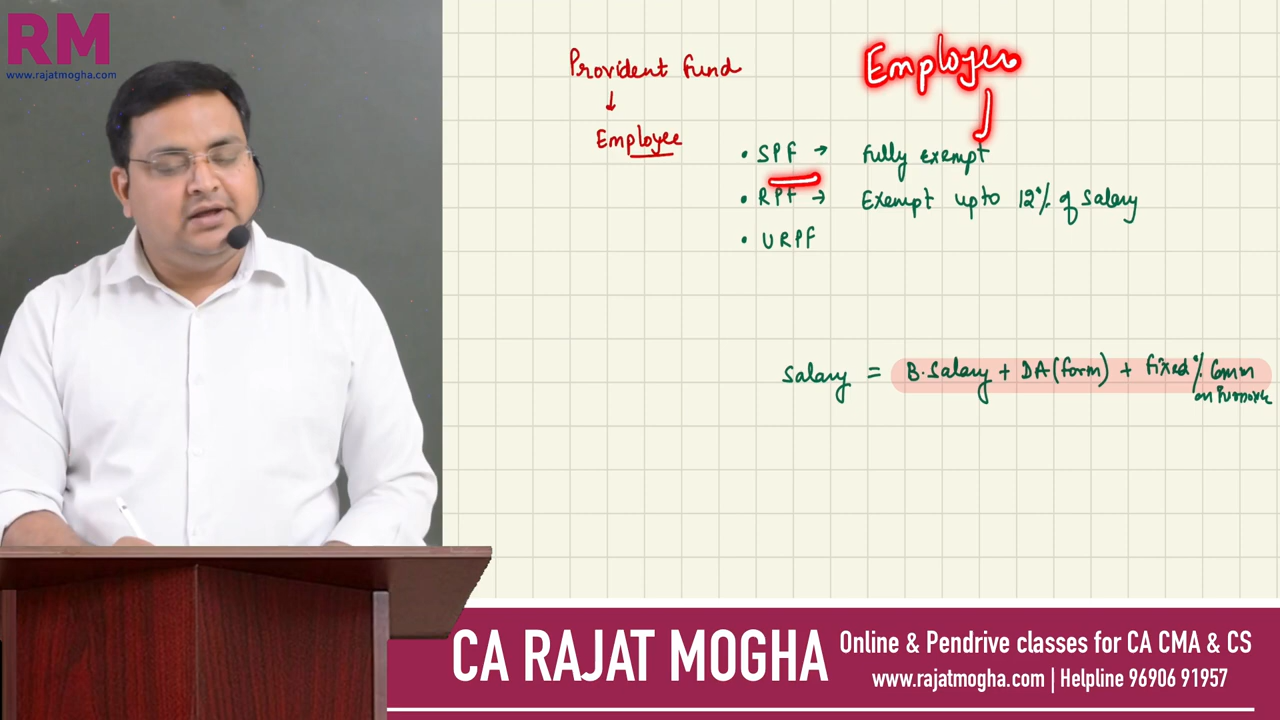 RM
www.rajatmogha.com
Provident fund
↓
Employee
Employer
• SPF → fully exempt
• RPF → Exempt upto 12% of Salary
• URPF
Salary = B.Salary + DA (form) + fixed % Comm
on turnover
CA RAJAT MOGHA
Online & Pendrive classes for CA CMA & CS
www.rajatmogha.com | Helpline 96906 91957